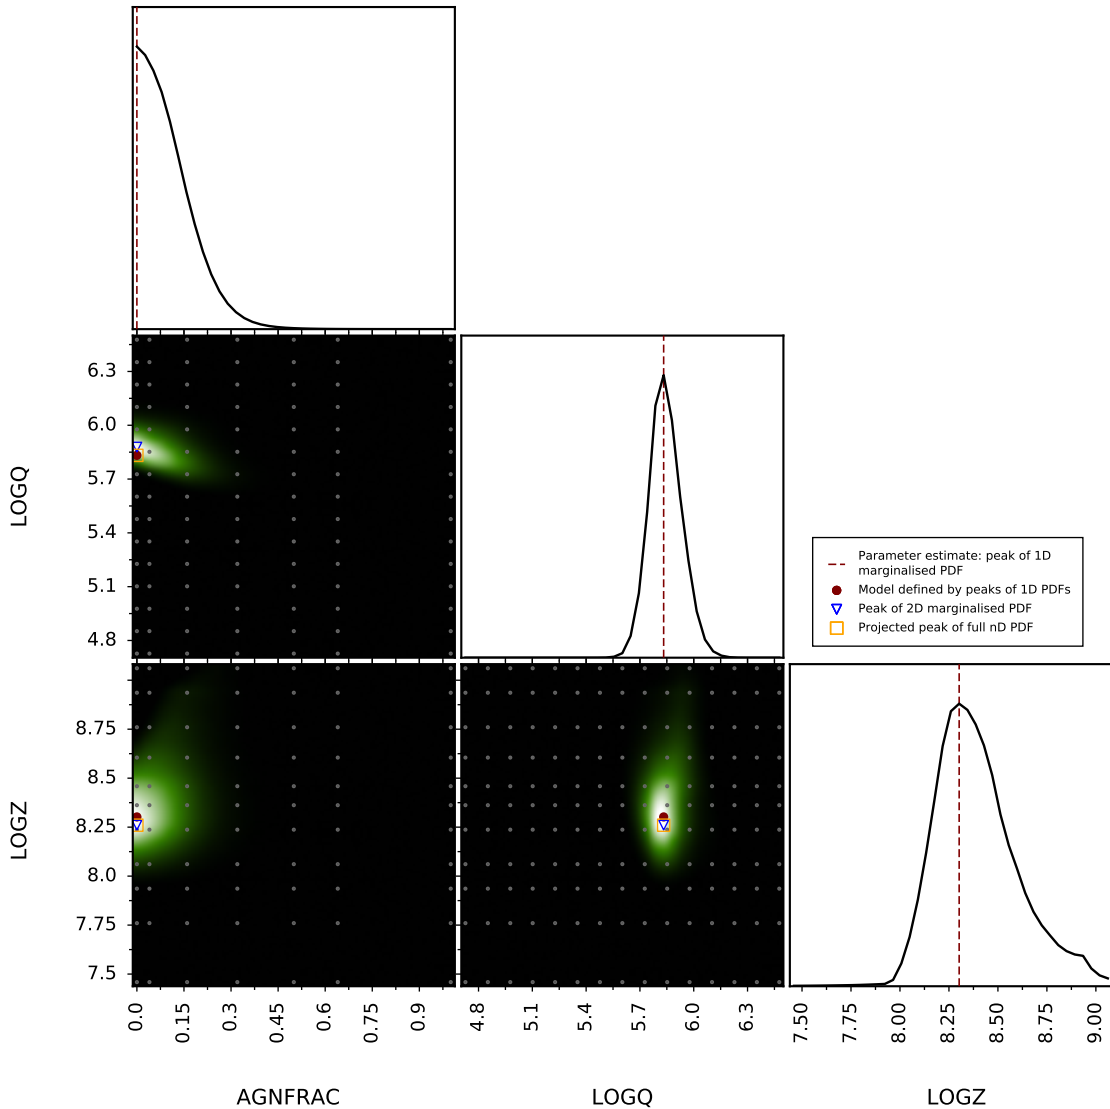 6.3
6.0
5.7
5.4
5.1
4.8
LOGQ
Parameter estimate: peak of 1D
marginalised PDF
Model defined by peaks of 1D PDFs
Peak of 2D marginalised PDF
Projected peak of full nD PDF
8.75
8.5
8.25
8.0
7.75
7.5
LOGZ
0.0 0.15 0.3 0.45 0.6 0.75 0.9
4.8 5.1 5.4 5.7 6.0 6.3
7.50 7.75 8.00 8.25 8.50 8.75 9.00
AGNFRAC LOGQ LOGZ